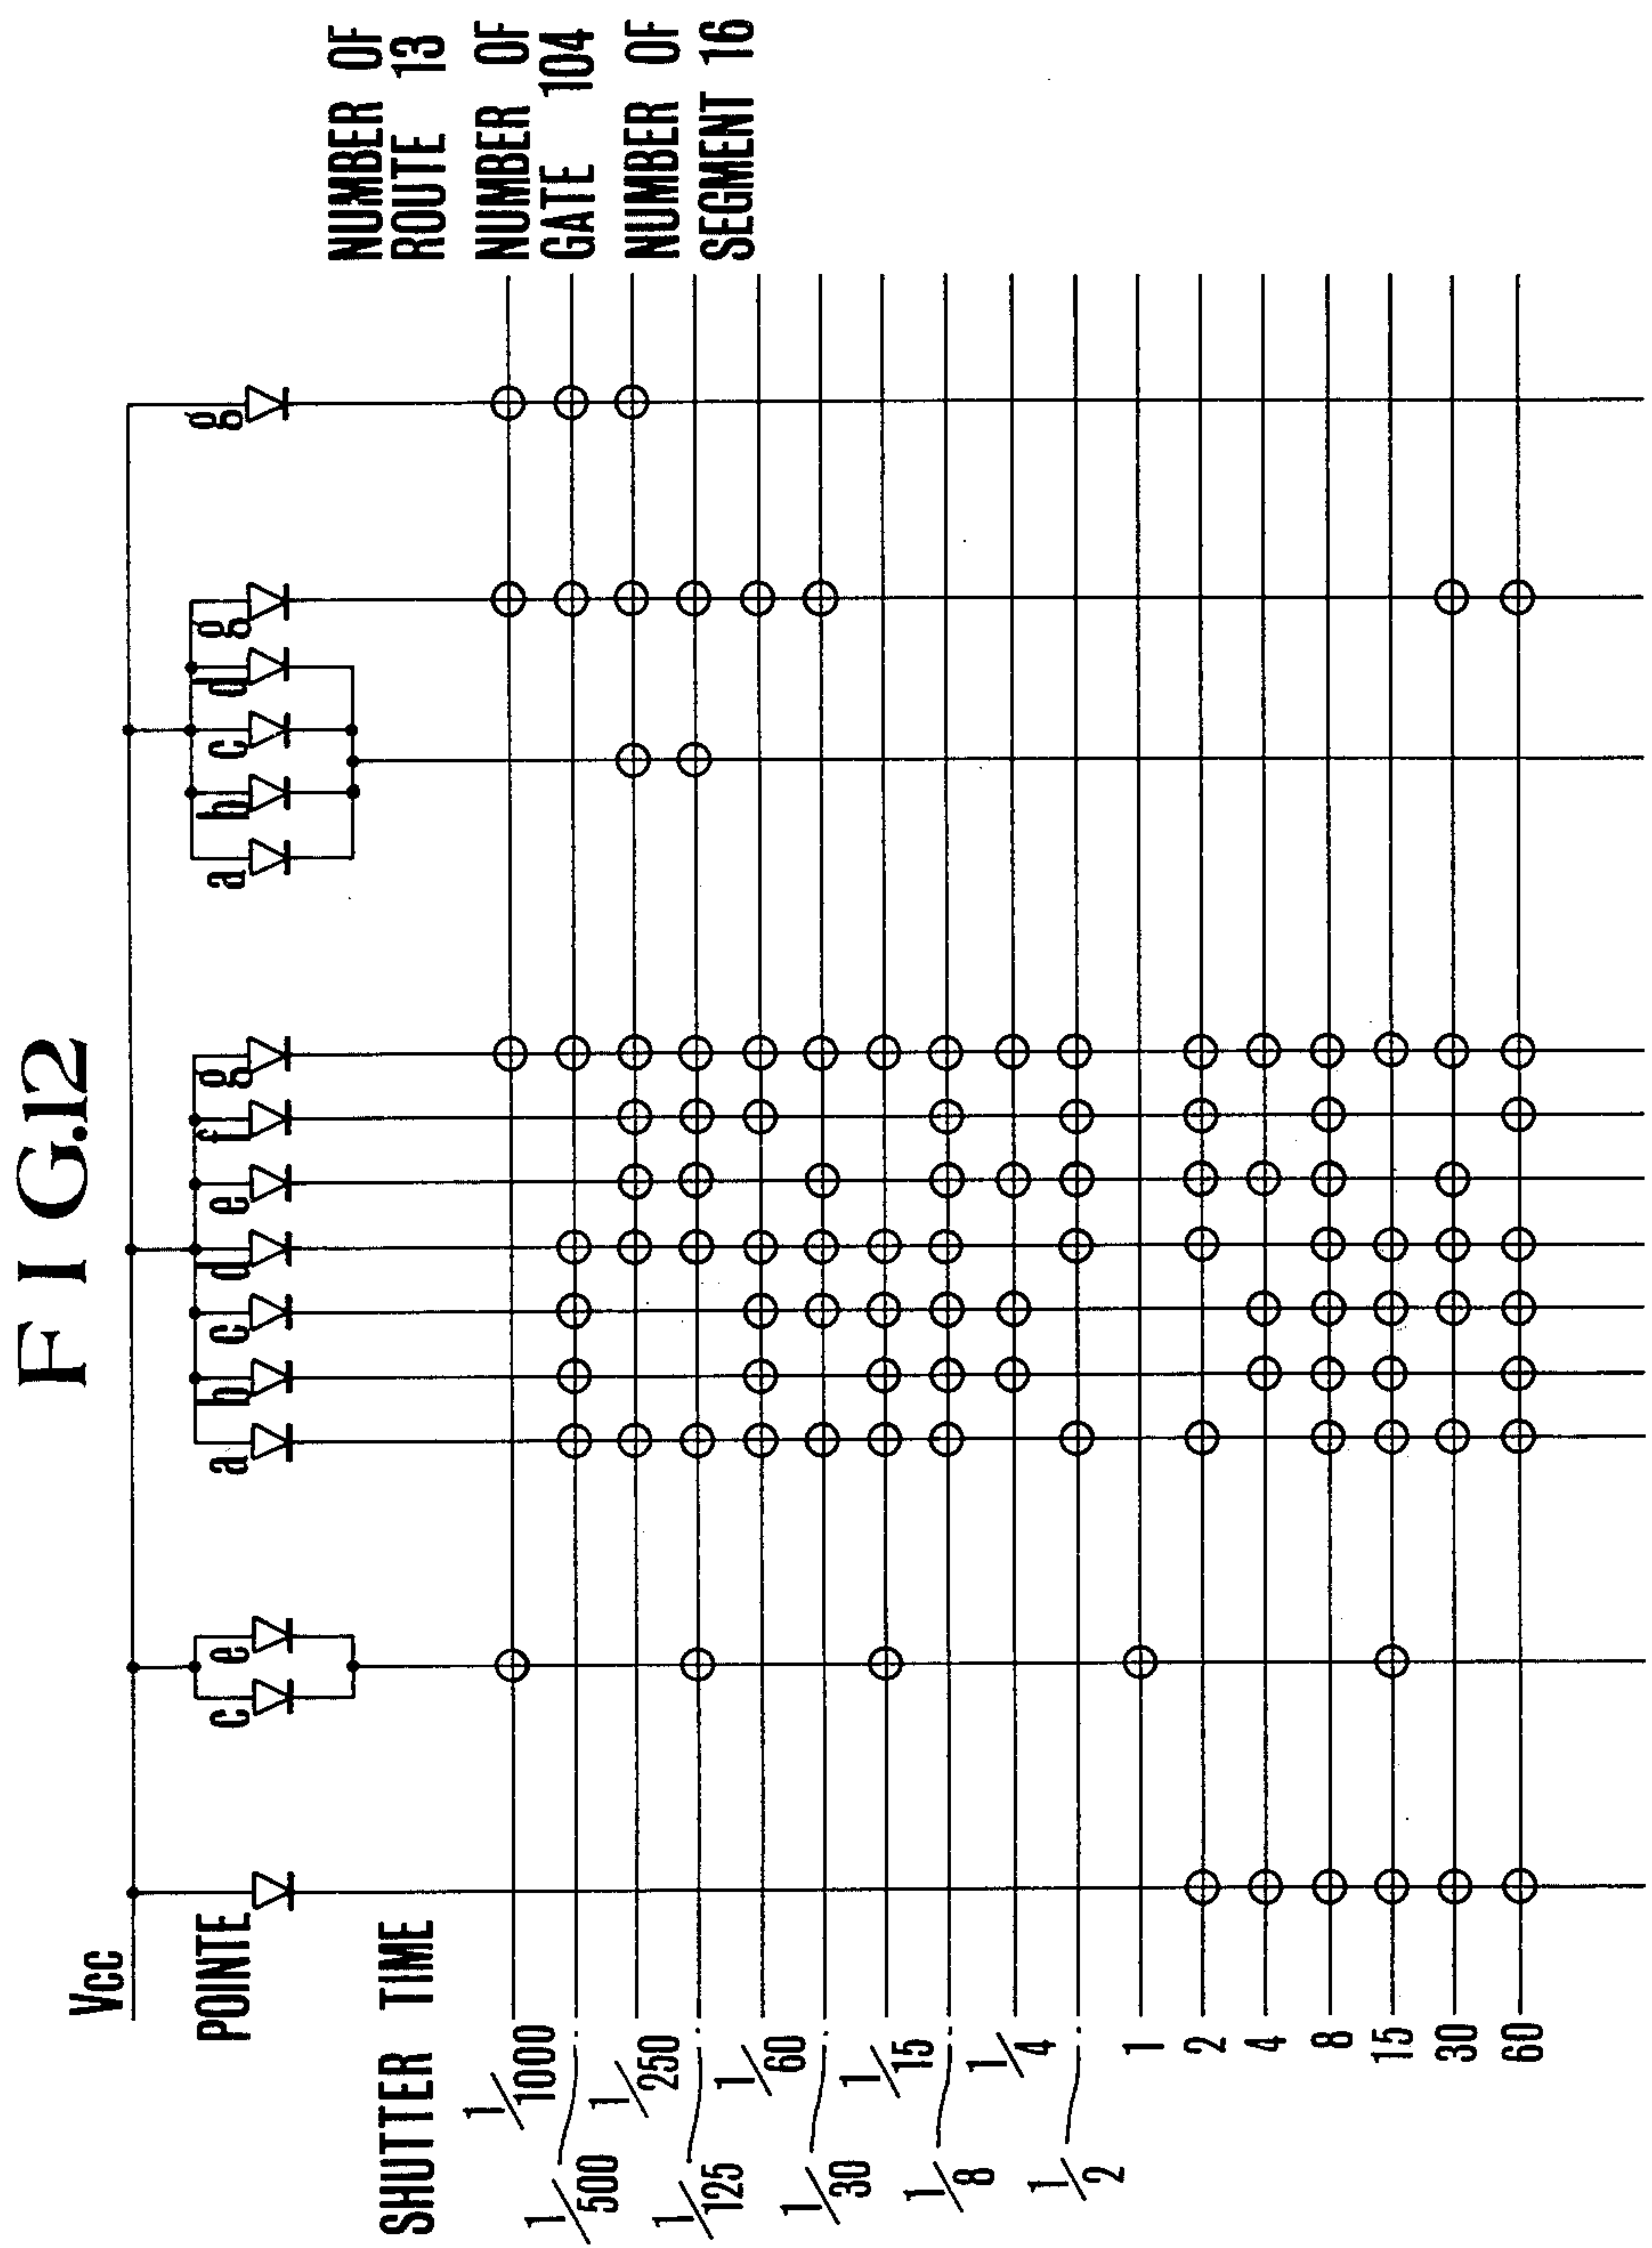 F I G.12
Vcc
POINTE
c e
a b c d e f g
a b c d g
g
SHUTTER TIME
NUMBER OF
ROUTE 13
NUMBER OF
GATE 104
NUMBER OF
SEGMENT 16
1/1000
1/500
1/250
1/125
1/60
1/30
1/15
1/8
1/4
1/2
1
2
4
8
15
30
60